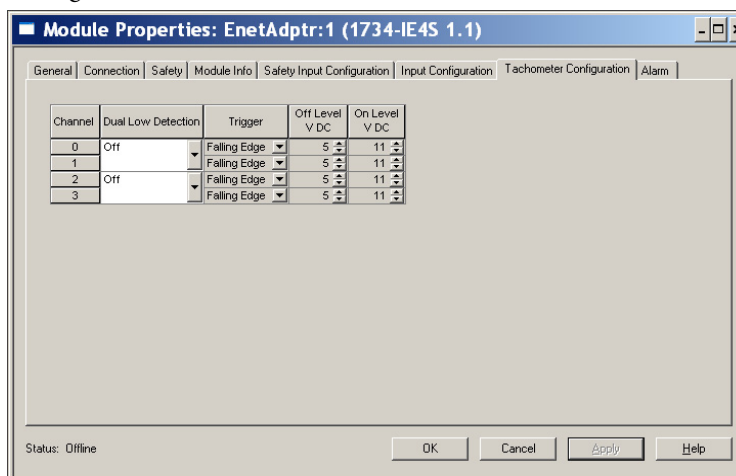 Module Properties: EnetAdptr:1 (1734-IE4S 1.1)
General Connection Safety Module Info Safety Input Configuration Input Configuration Tachometer Configuration Alarm
Channel Dual Low Detection Trigger Off Level V DC On Level V DC
0 Off Falling Edge 5 11
1 Falling Edge 5 11
2 Off Falling Edge 5 11
3 Falling Edge 5 11
Status: Offline OK Cancel Apply Help